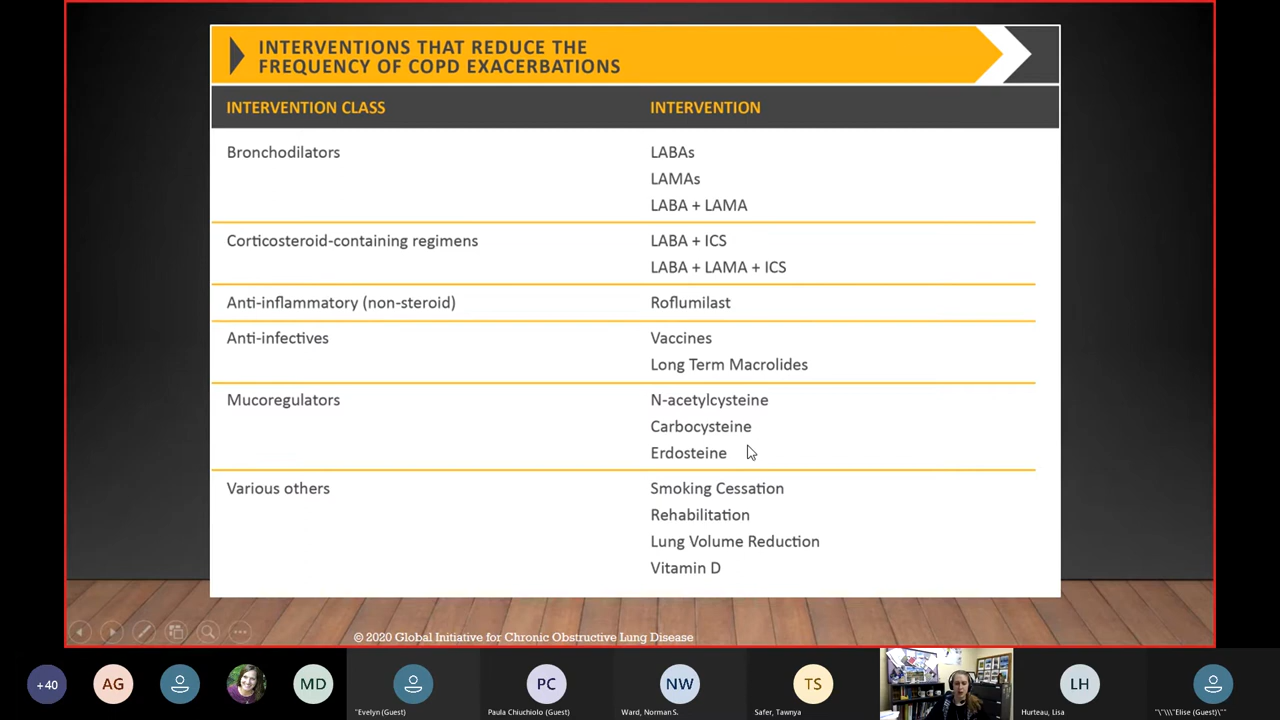 INTERVENTIONS THAT REDUCE THE
FREQUENCY OF COPD EXACERBATIONS
INTERVENTION CLASS INTERVENTION
Bronchodilators LABAs
LAMAs
LABA + LAMA
Corticosteroid-containing regimens LABA + ICS
LABA + LAMA + ICS
Anti-inflammatory (non-steroid) Roflumilast
Anti-infectives Vaccines
Long Term Macrolides
Mucoregulators N-acetylcysteine
Carbocysteine
Erdosteine
Various others Smoking Cessation
Rehabilitation
Lung Volume Reduction
Vitamin D
© 2020 Global Initiative for Chronic Obstructive Lung Disease
+40 AG MD PC NW TS LH
"Evelyn (Guest) Paula Chiuchiolo (Guest) Ward, Norman S. Safer, Tawnya Hurteau, Lisa "\"\\\"Elise (Guest)\""